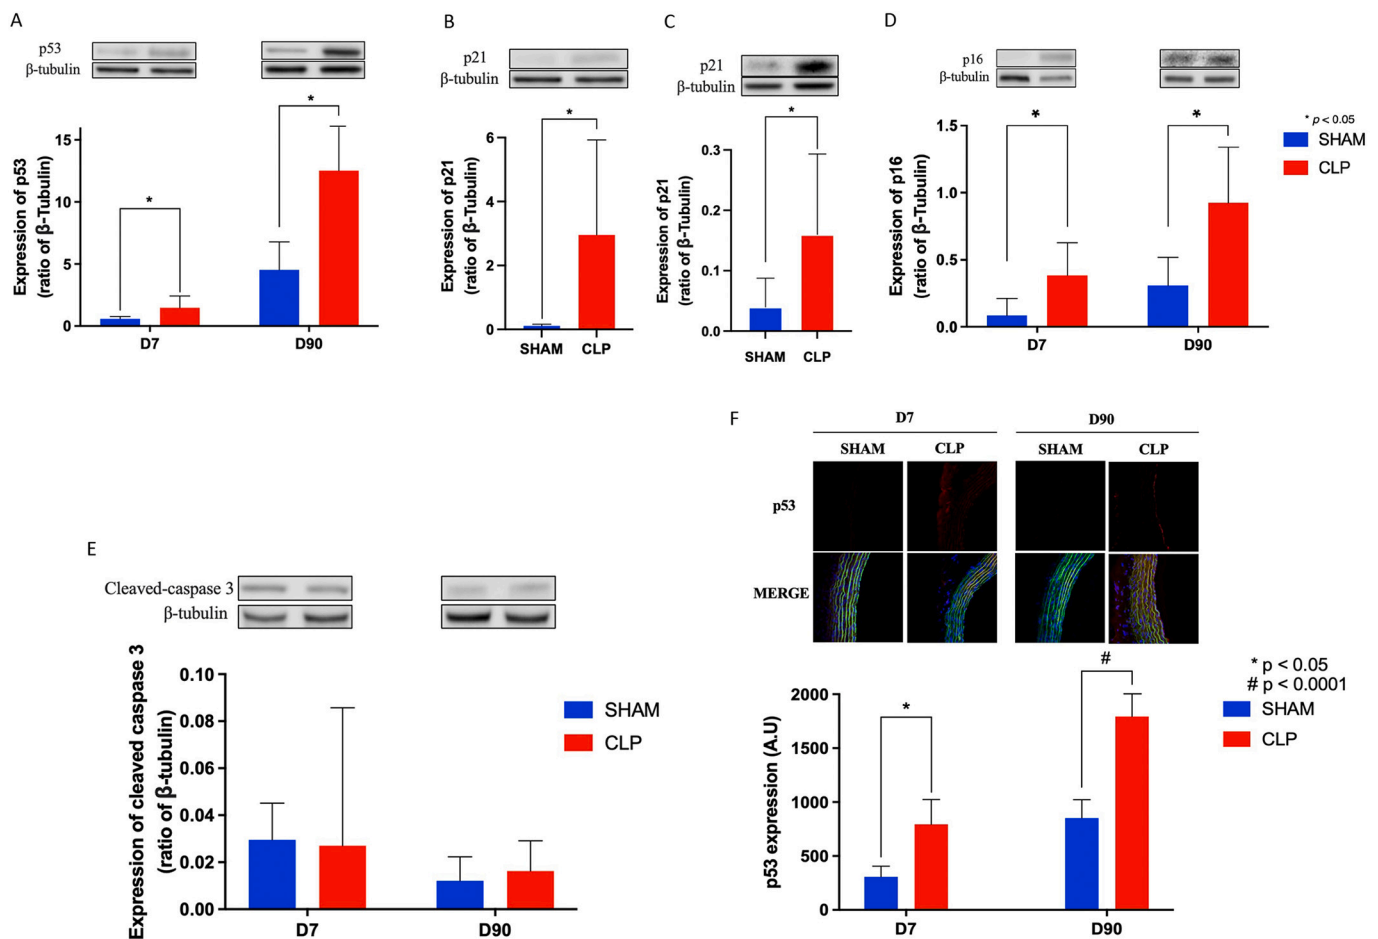 A
p53
β-tubulin
*
*
Expression of p53
(ratio of β-Tubulin)
15
10
5
0
D7
D90
B
p21
β-tubulin
*
Expression of p21
(ratio of β-Tubulin)
6
4
2
0
SHAM
CLP
C
p21
β-tubulin
*
Expression of p21
(ratio of β-Tubulin)
0.3
0.2
0.1
0.0
SHAM
CLP
D
p16
β-tubulin
*
*
Expression of p16
(ratio of β-Tubulin)
1.5
1.0
0.5
0.0
D7
D90
* p < 0.05
SHAM
CLP
E
Cleaved-caspase 3
β-tubulin
Expression of cleaved caspase 3
(ratio of β-tubulin)
0.10
0.08
0.06
0.04
0.02
0.00
D7
D90
SHAM
CLP
F
D7
D90
SHAM
CLP
SHAM
CLP
p53
MERGE
*
#
p53 expression (A.U)
2000
1500
1000
500
0
D7
D90
* p < 0.05
# p < 0.0001
SHAM
CLP